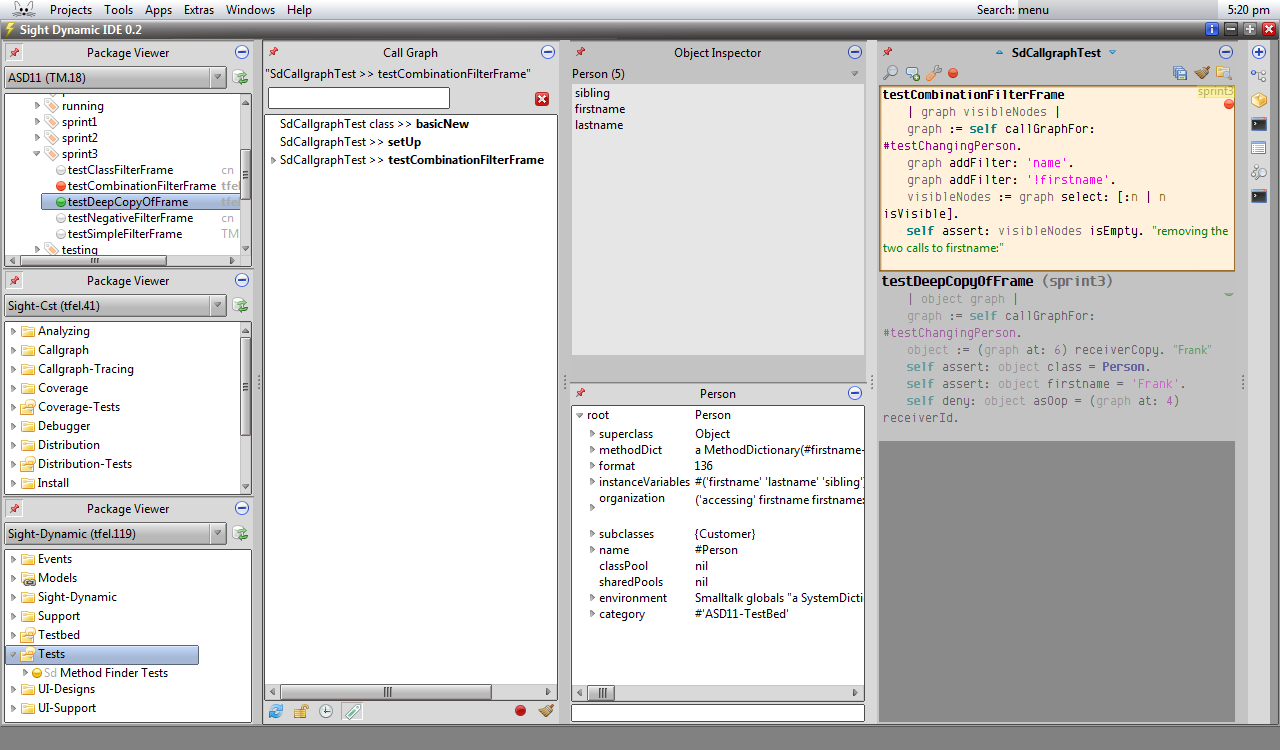 Projects Tools Apps Extras Windows Help Search: menu 5:20 pm
Sight Dynamic IDE 0.2
Package Viewer
ASD11 (TM.18)
running
sprint1
sprint2
sprint3
testClassFilterFrame cn
testCombinationFilterFrame tfel
testDeepCopyOfFrame tfel
testNegativeFilterFrame cn
testSimpleFilterFrame TM
testing
Package Viewer
Sight-Cst (tfel.41)
Analyzing
Callgraph
Callgraph-Tracing
Coverage
Coverage-Tests
Debugger
Distribution
Distribution-Tests
Install
Package Viewer
Sight-Dynamic (tfel.119)
Events
Models
Sight-Dynamic
Support
Testbed
Tests
Sd Method Finder Tests
UI-Designs
UI-Support
Call Graph
"SdCallgraphTest >> testCombinationFilterFrame"
SdCallgraphTest class >> basicNew
SdCallgraphTest >> setUp
SdCallgraphTest >> testCombinationFilterFrame
Object Inspector
Person (5)
sibling
firstname
lastname
Person
root Person
superclass Object
methodDict a MethodDictionary(#firstname-
format 136
instanceVariables #('firstname' 'lastname' 'sibling')
organization ('accessing' firstname firstname:
subclasses {Customer}
name #Person
classPool nil
sharedPools nil
environment Smalltalk globals "a SystemDicti
category #'ASD11-TestBed'
SdCallgraphTest
sprint3
testCombinationFilterFrame
| graph visibleNodes |
graph := self callGraphFor:
#testChangingPerson.
graph addFilter: 'name'.
graph addFilter: '!firstname'.
visibleNodes := graph select: [:n | n
isVisible].
self assert: visibleNodes isEmpty. "removing the
two calls to firstname:"
testDeepCopyOfFrame (sprint3)
| object graph |
graph := self callGraphFor:
#testChangingPerson.
object := (graph at: 6) receiverCopy. "Frank"
self assert: object class = Person.
self assert: object firstname = 'Frank'.
self deny: object asOop = (graph at: 4)
receiverId.